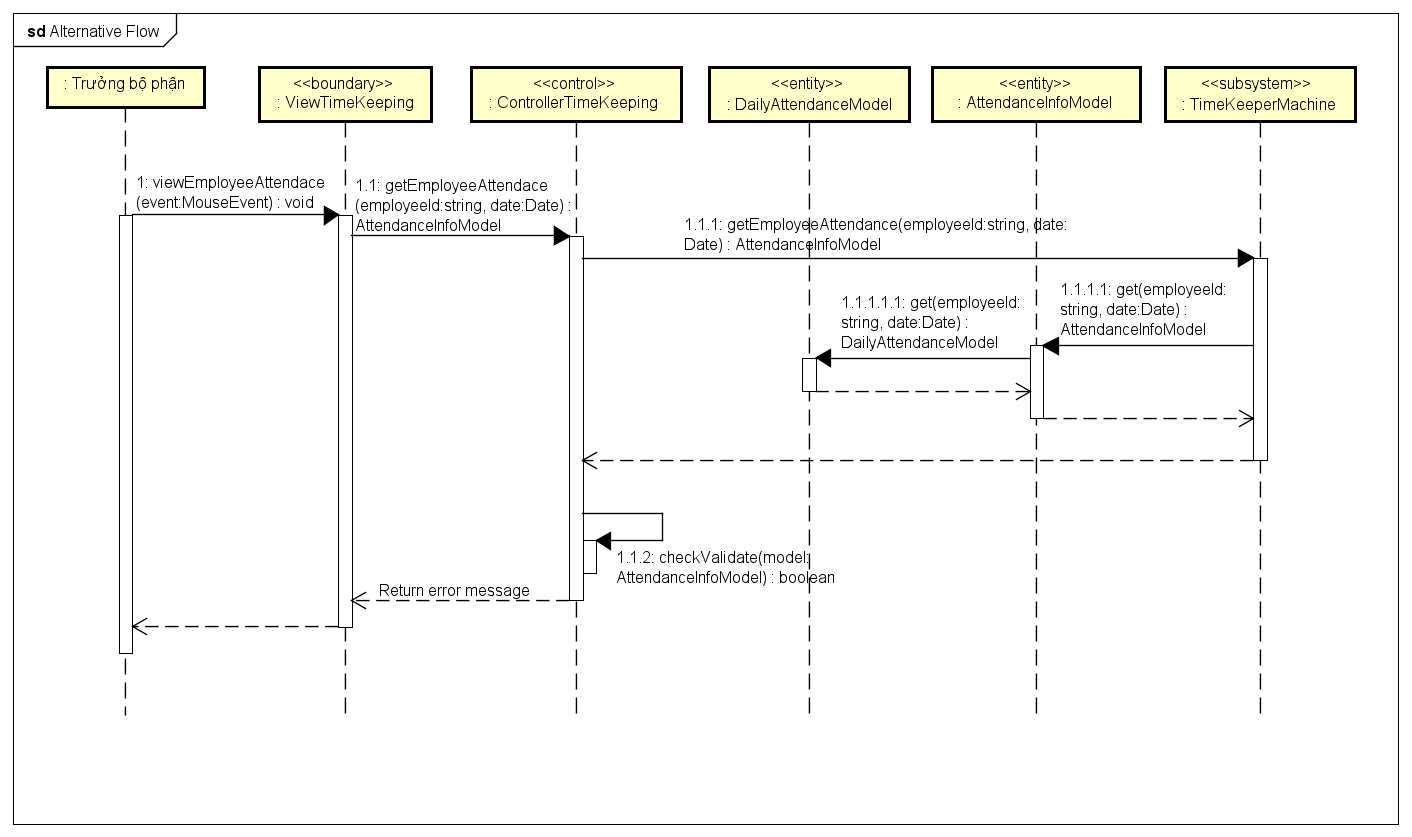 sd Alternative Flow
: Trưởng bộ phận
<<boundary>>
: ViewTimeKeeping
<<control>>
: ControllerTimeKeeping
<<entity>>
: DailyAttendanceModel
<<entity>>
: AttendanceInfoModel
<<subsystem>>
: TimeKeeperMachine
1: viewEmployeeAttendace
(event:MouseEvent) : void
1.1: getEmployeeAttendace
(employeeId:string, date:Date) :
AttendanceInfoModel
1.1.1: getEmployeeAttendance(employeeId:string, date:
Date) : AttendanceInfoModel
1.1.1.1: get(employeeId:
string, date:Date) :
AttendanceInfoModel
1.1.1.1.1: get(employeeId:
string, date:Date) :
DailyAttendanceModel
1.1.2: checkValidate(model:
AttendanceInfoModel) : boolean
Return error message